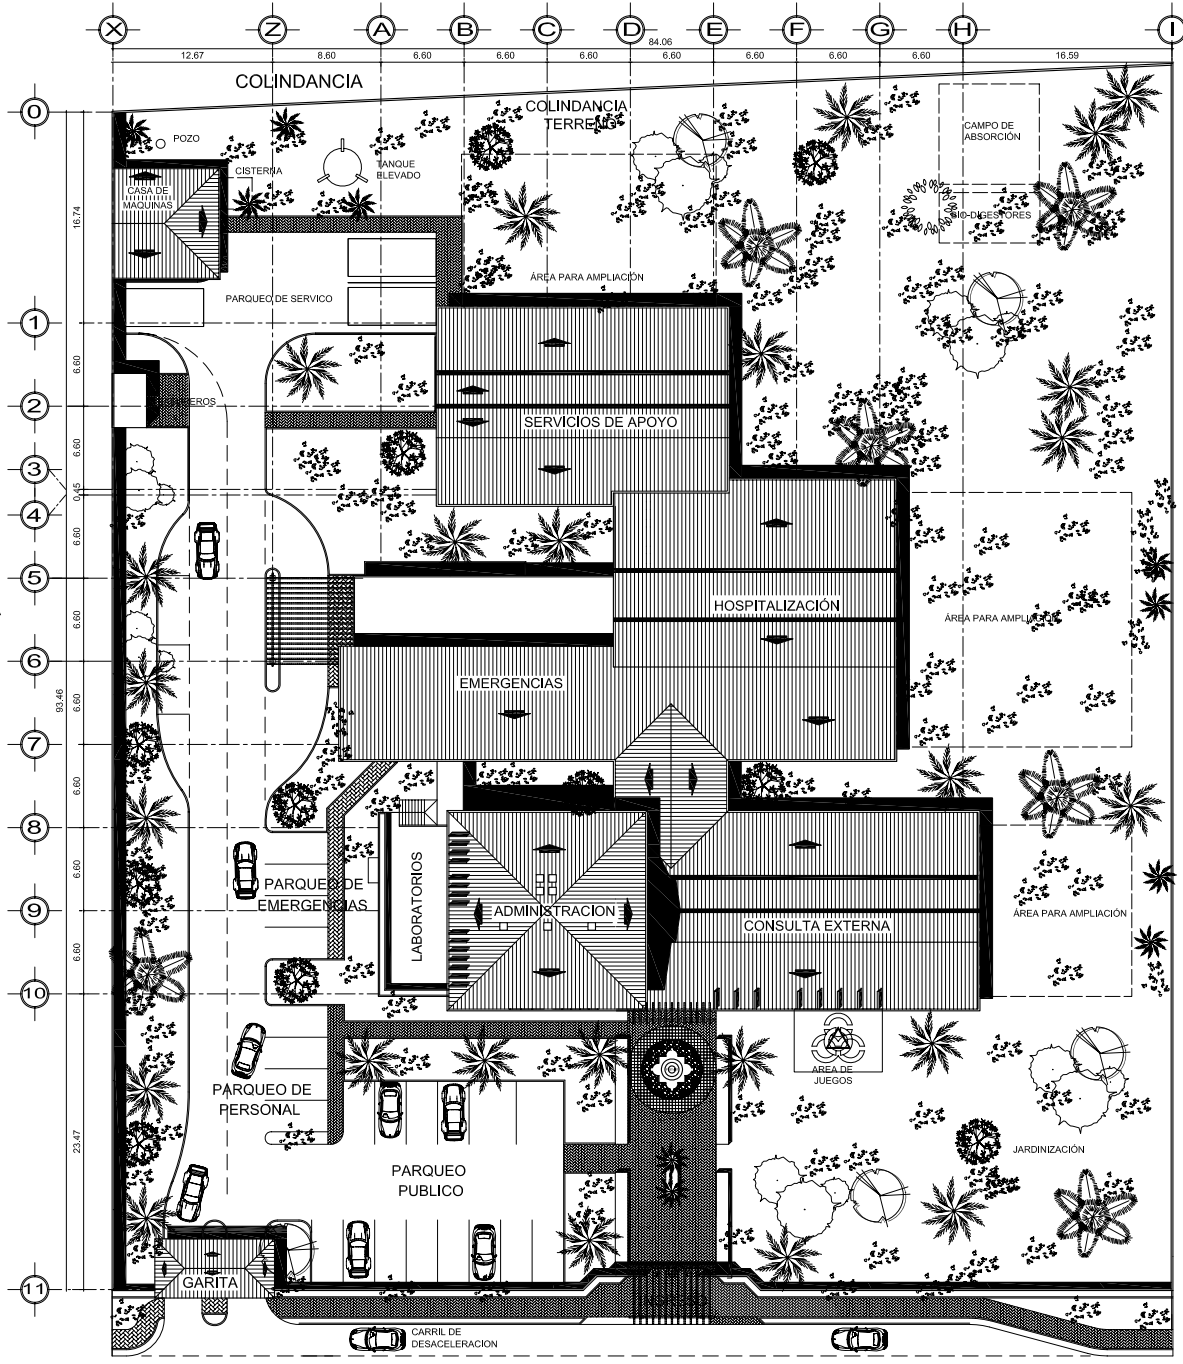 X Z A B C D E F G H I
84.06
12.67 8.60 6.60 6.60 6.60 6.60 6.60 6.60 6.60 16.59
COLINDANCIA
COLINDANCIA
TERRENO
0
POZO
CAMPO DE
ABSORCIÓN
CISTERNA
TANQUE
ELEVADO
CASA DE
MAQUINAS
BIO-DIGESTORES
16.74
ÁREA PARA AMPLIACIÓN
PARQUEO DE SERVICO
1
6.60
2
SERVICIOS DE APOYO
6.60
3
0.45
4
6.60
5
HOSPITALIZACIÓN
6.60
ÁREA PARA AMPLIACIÓN
6
EMERGENCIAS
93.46
6.60
7
6.60
8
LABORATORIOS
6.60
PARQUEO DE
EMERGENCIAS
9
ADMINISTRACION
CONSULTA EXTERNA
ÁREA PARA AMPLIACIÓN
6.60
10
AREA DE
JUEGOS
PARQUEO DE
PERSONAL
23.47
JARDINIZACIÓN
PARQUEO
PUBLICO
GARITA
11
CARRIL DE
DESACELERACION